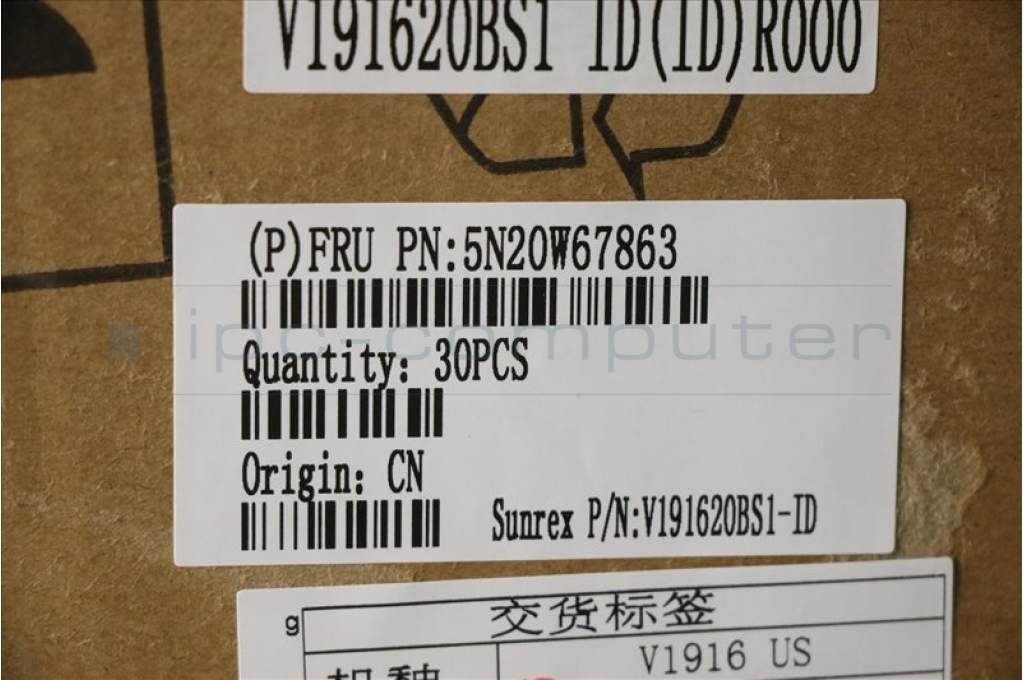 V191620BS1 ID(ID)R000
(P)FRU PN:5N20W67863
ipc-computer
Quantity: 30PCS
Origin: CN
Sunrex P/N:V191620BS1-ID
g
交货标签
V1916 US